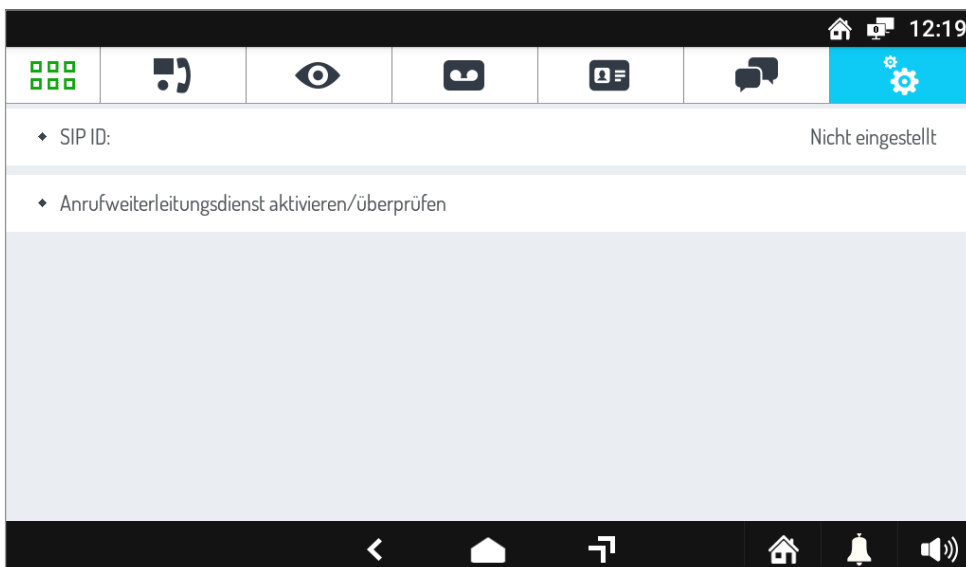 12:19
SIP ID: Nicht eingestellt
Anrufweiterleitungsdienst aktivieren/überprüfen